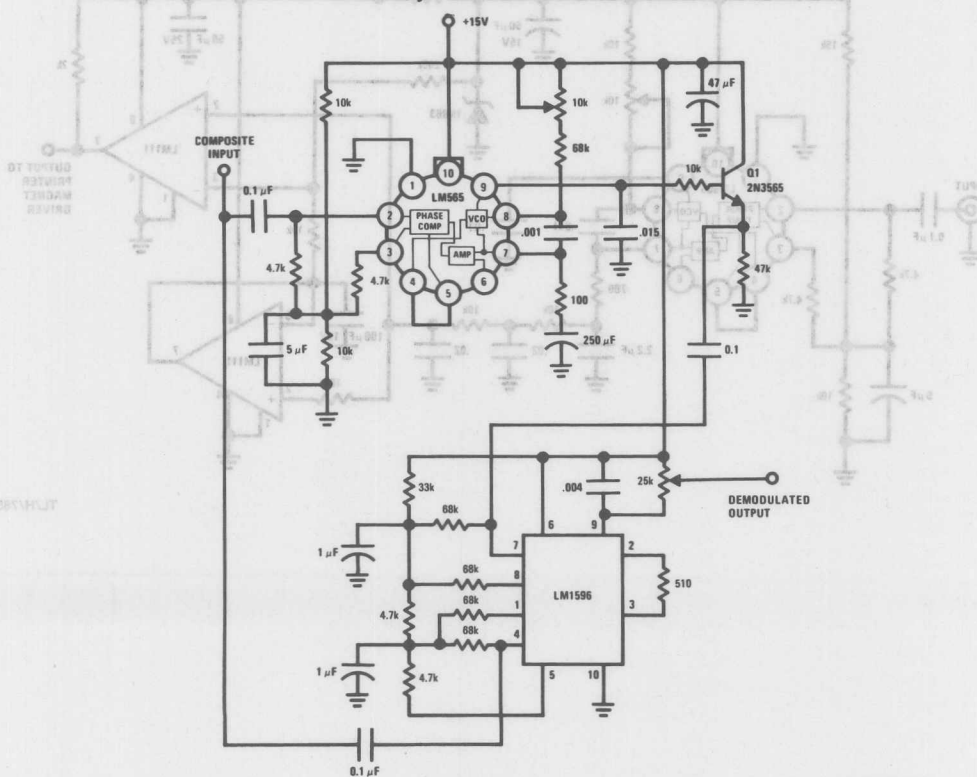 +15V
47 µF
10k
10k
COMPOSITE
INPUT
68k
10
LM565
1
9
10k
Q1
2N3565
0.1 µF
2
PHASE
COMP
VCO
8
.001
.015
3
AMP
7
4.7k
4.7k
4
5
6
47k
100
5 µF
10k
250 µF
0.1
33k
.004
25k
DEMODULATED
OUTPUT
68k
6
9
1 µF
7
2
68k
8
LM1596
510
68k
4.7k
1
3
68k
4
1 µF
4.7k
5
10
0.1 µF